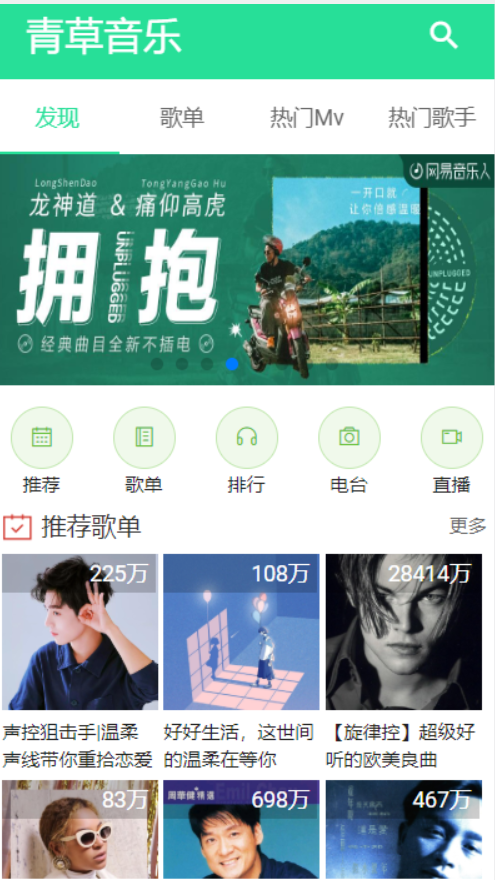 青草音乐
发现
歌单
热门Mv
热门歌手
网易音乐人
LongShenDao
TongYangGao Hu
龙神道 & 痛仰高虎
一开口就
让你倍感温暖
拥抱
UNPLUGGED
UNPLUGGED
经典曲目全新不插电
推荐
歌单
排行
电台
直播
推荐歌单
更多
225万
108万
28414万
声控狙击手|温柔
声线带你重拾恋爱
好好生活，这世间
的温柔在等你
【旋律控】超级好
听的欧美良曲
83万
698万
467万
周華健精選